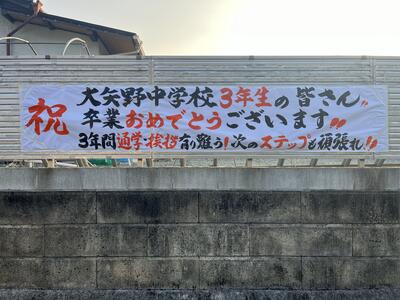 祝
大矢野中学校3年生の皆さん〃
卒業おめでとうございます〃
3年間通学・挨拶有り難う!次のステップも頑張れ!!